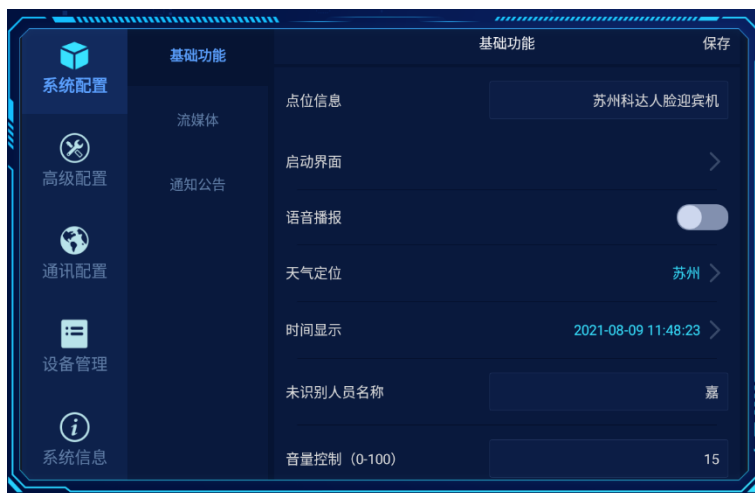 系统配置
高级配置
通讯配置
设备管理
系统信息
基础功能
流媒体
通知公告
基础功能 保存
点位信息 苏州科达人脸迎宾机
启动界面
语音播报
天气定位 苏州
时间显示 2021-08-09 11:48:23
未识别人员名称 嘉
音量控制（0-100） 15